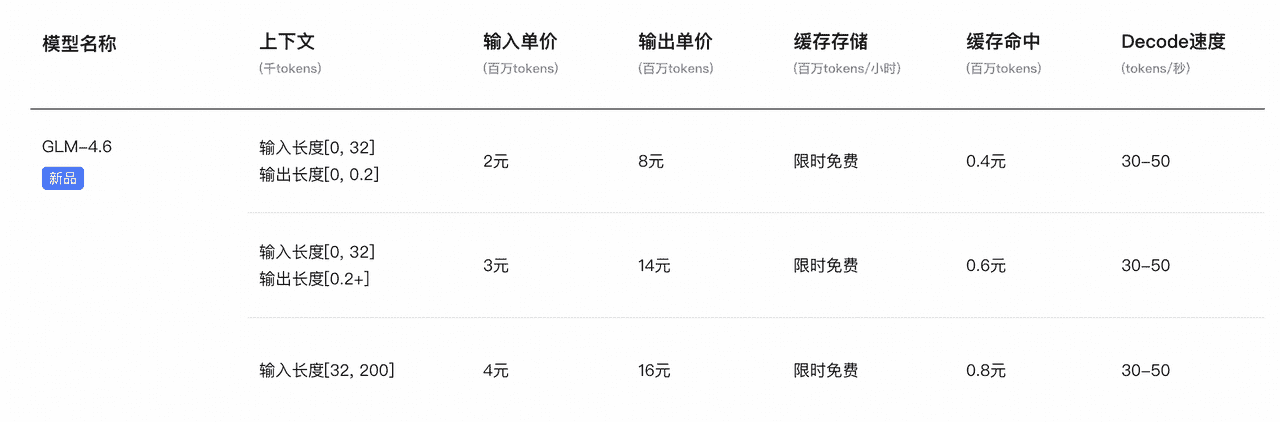 模型名称 上下文 输入单价 输出单价 缓存存储 缓存命中 Decode速度
(千tokens) (百万tokens) (百万tokens) (百万tokens/小时) (百万tokens) (tokens/秒)
GLM-4.6 输入长度[0, 32]
新品 输出长度[0, 0.2] 2元 8元 限时免费 0.4元 30-50
输入长度[0, 32]
输出长度[0.2+] 3元 14元 限时免费 0.6元 30-50
输入长度[32, 200] 4元 16元 限时免费 0.8元 30-50